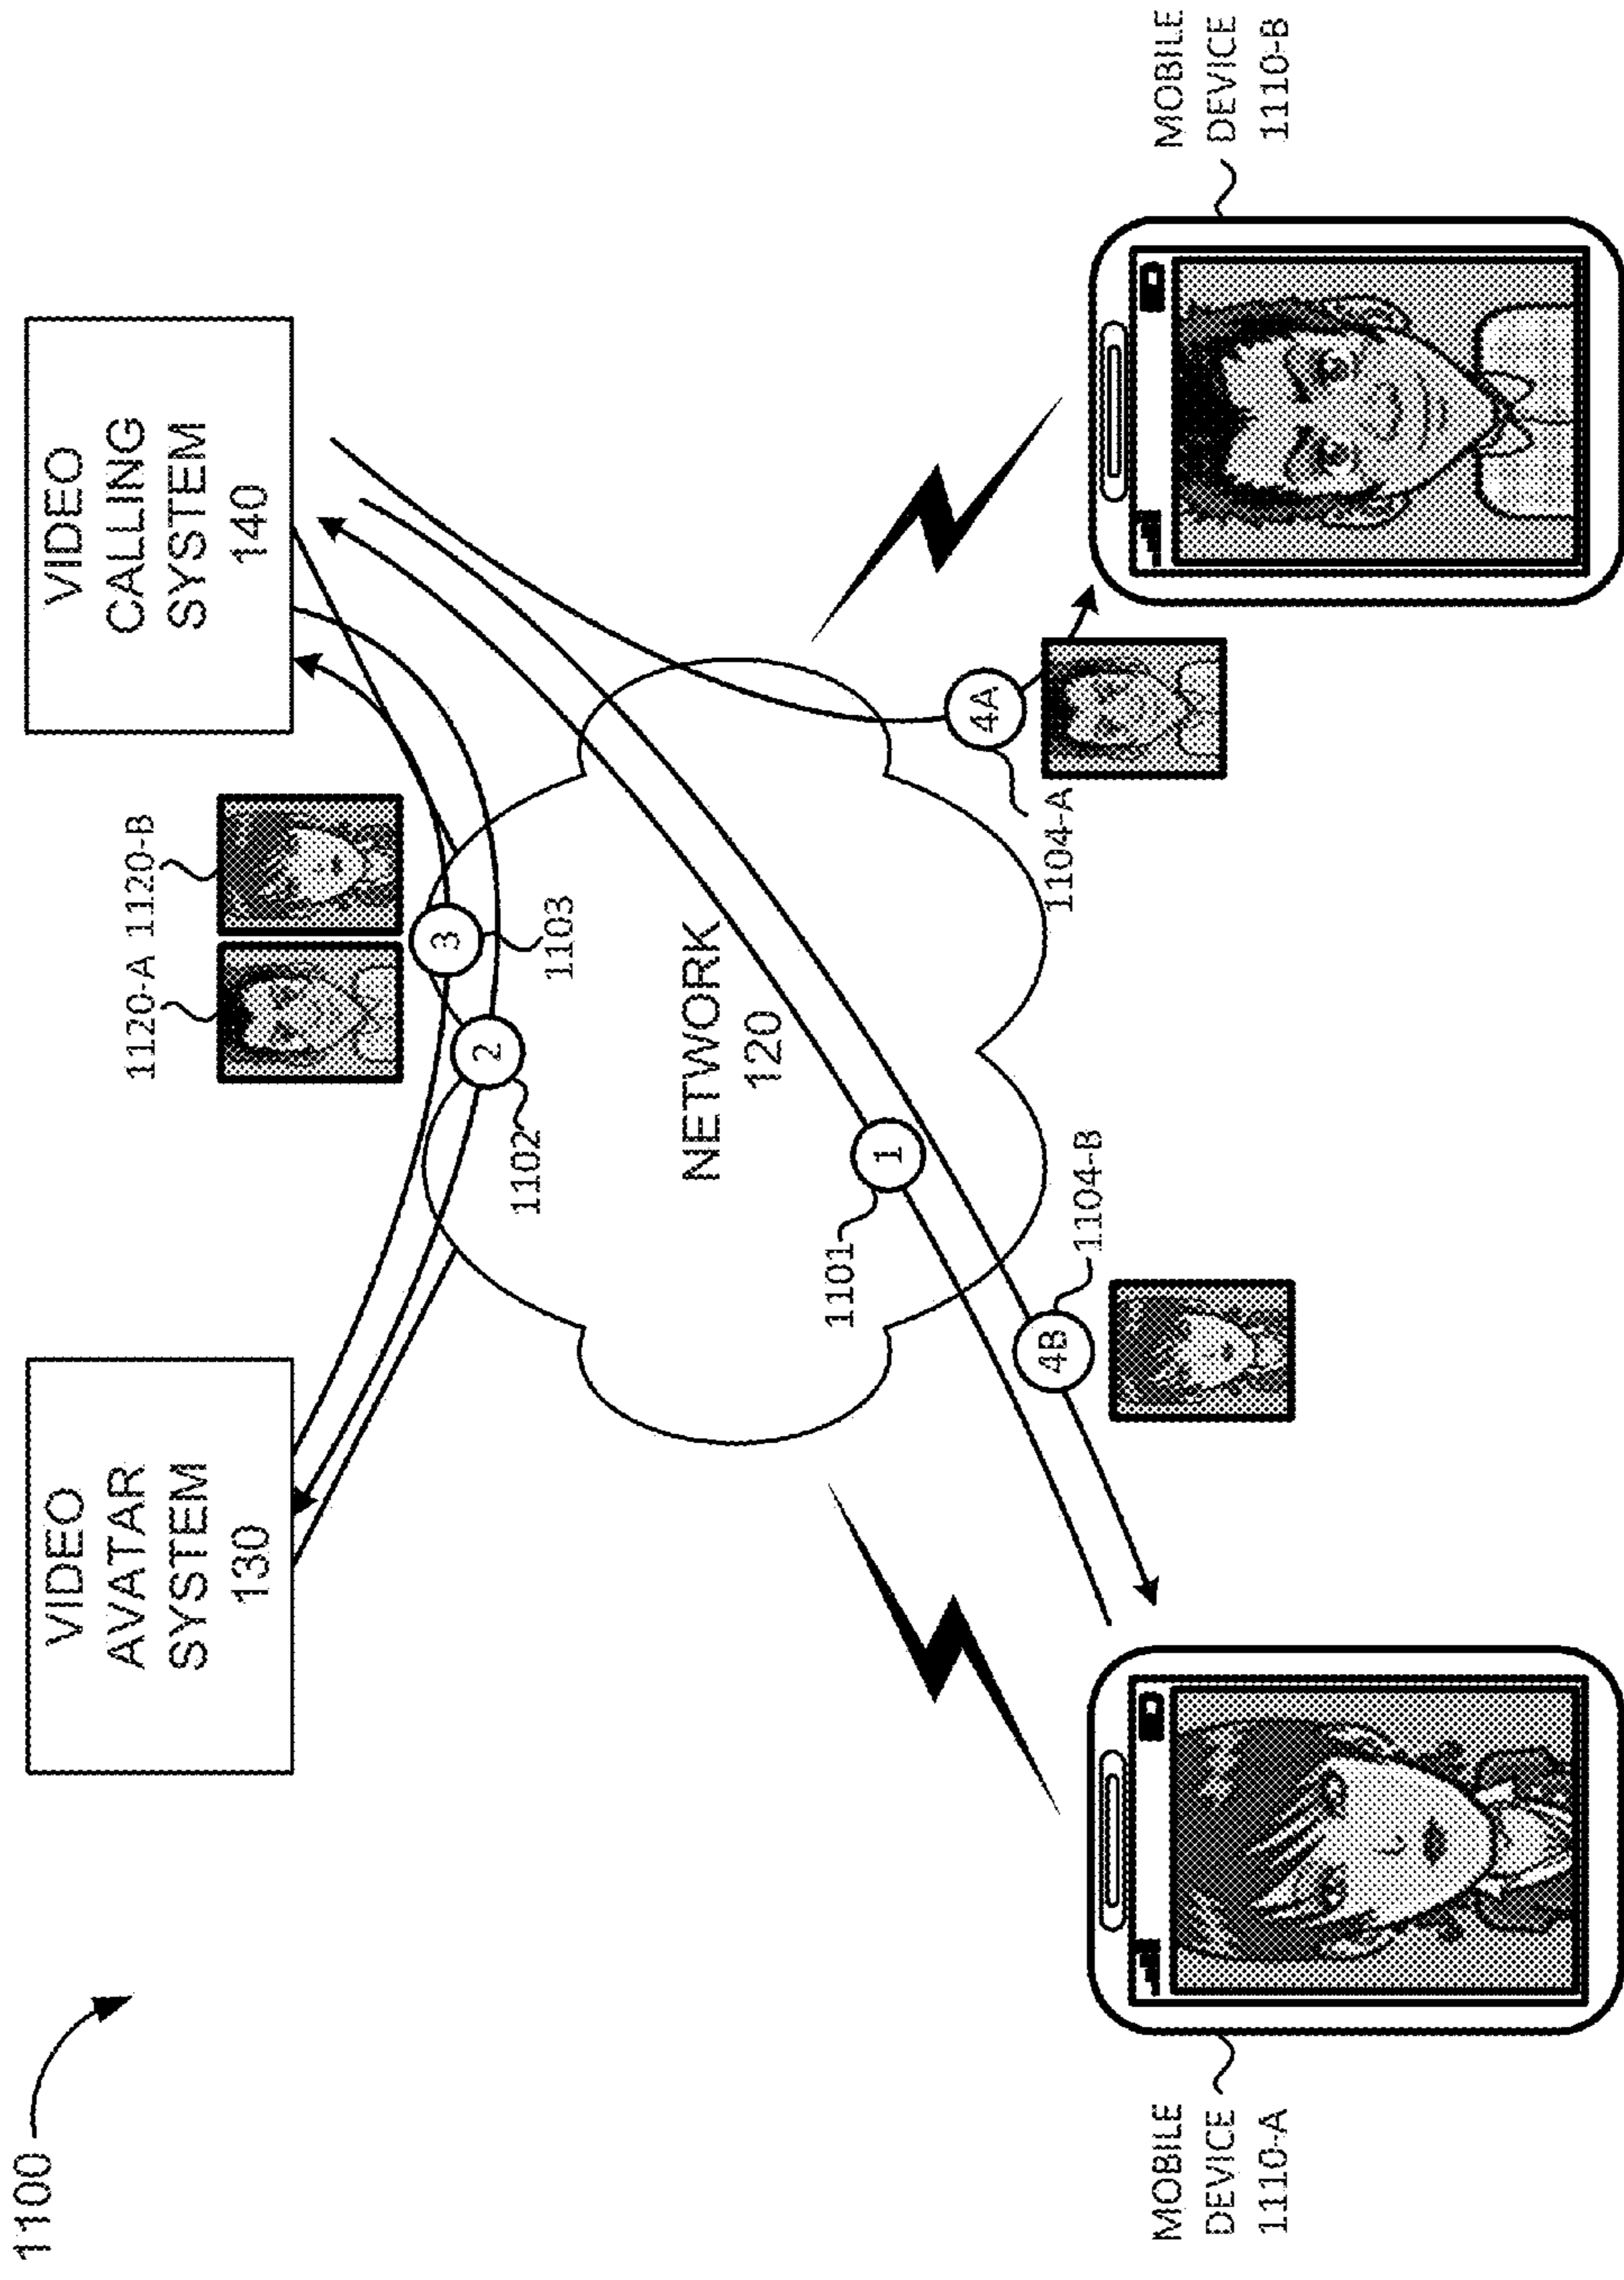 1100
VIDEO
AVATAR
SYSTEM
130
VIDEO
CALLING
SYSTEM
140
1120-A 1120-B
3
2
1103
1102
NETWORK
120
1101
1
4A
1104-A
4B
1104-B
MOBILE
DEVICE
1110-A
MOBILE
DEVICE
1110-B